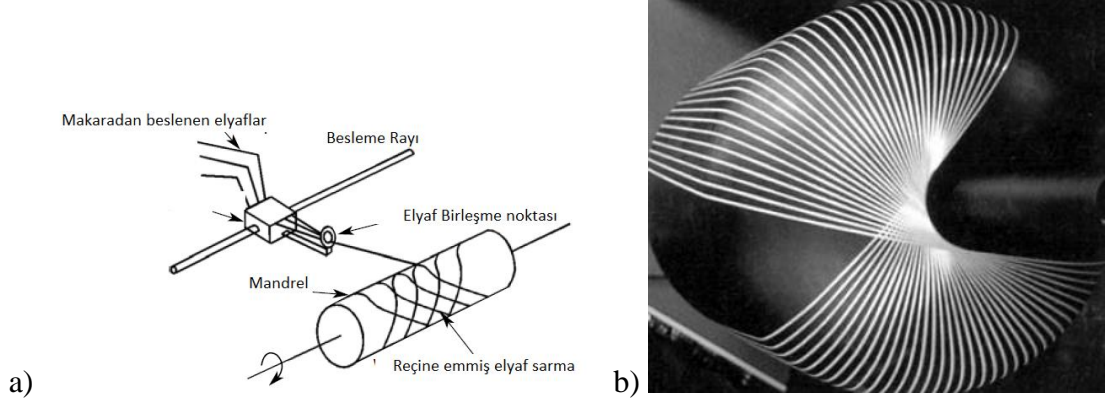 Makaradan beslenen elyaflar
Besleme Rayı
Elyaf Birleşme noktası
Mandrel
Reçine emmiş elyaf sarma
a)
b)